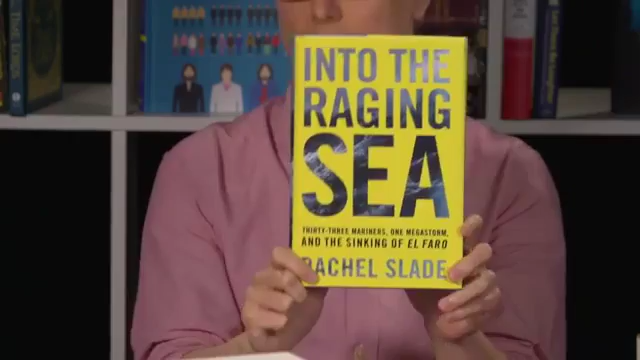 INTO THE
RAGING
SEA
THIRTY-THREE MARINERS, ONE MEGASTORM,
AND THE SINKING OF EL FARO
RACHEL SLADE